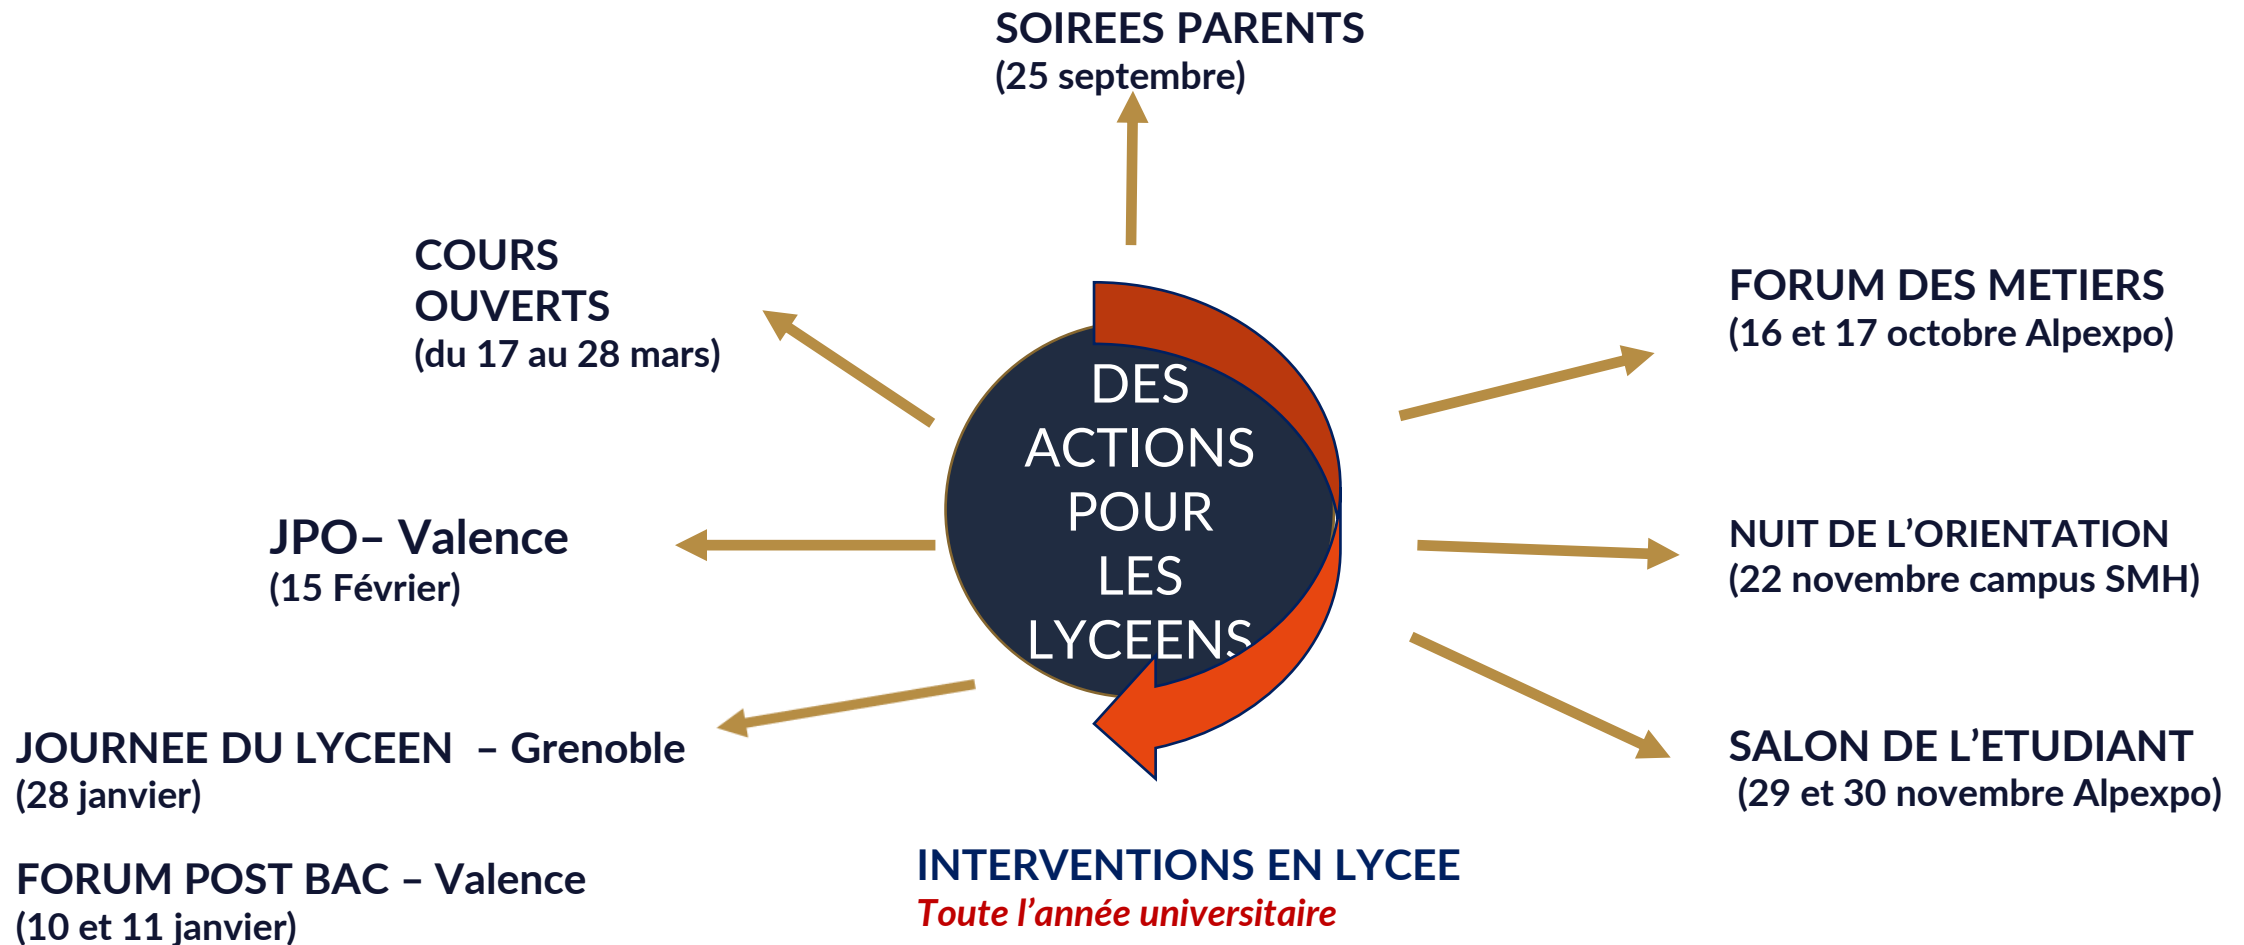 SOIREES PARENTS
(25 septembre)
COURS
OUVERTS
(du 17 au 28 mars)
FORUM DES METIERS
(16 et 17 octobre Alpexpo)
DES
ACTIONS
POUR
LES
LYCEENS
JPO– Valence
(15 Février)
NUIT DE L’ORIENTATION
(22 novembre campus SMH)
JOURNEE DU LYCEEN – Grenoble
(28 janvier)
SALON DE L’ETUDIANT
(29 et 30 novembre Alpexpo)
FORUM POST BAC – Valence
(10 et 11 janvier)
INTERVENTIONS EN LYCEE
Toute l’année universitaire